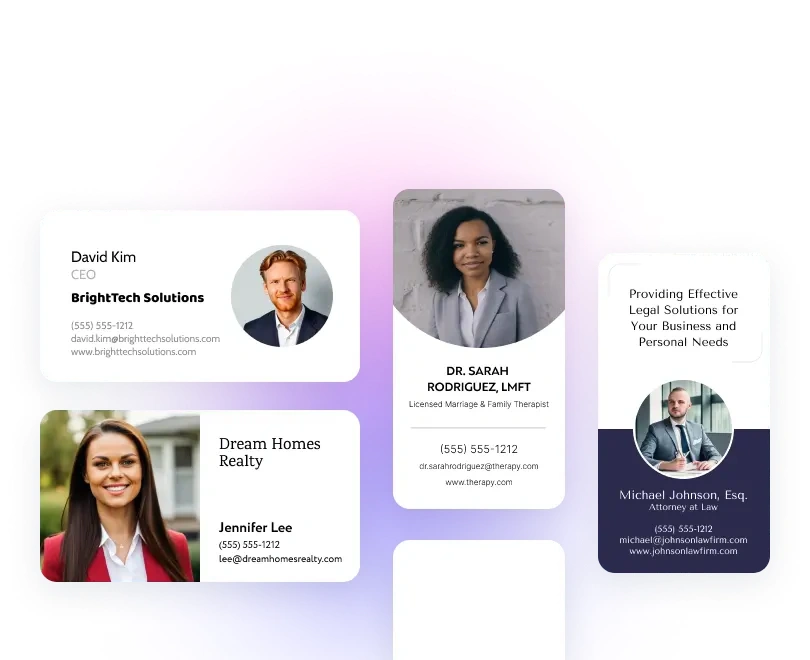 David Kim
CEO
BrightTech Solutions
(555) 555-1212
david.kim@brighttechsolutions.com
www.brighttechsolutions.com
Dream Homes
Realty
Jennifer Lee
(555) 555-1212
lee@dreamhomesrealty.com
DR. SARAH
RODRIGUEZ, LMFT
Licensed Marriage & Family Therapist
(555) 555-1212
dr.sarahrodriguez@therapy.com
www.therapy.com
Providing Effective
Legal Solutions for
Your Business and
Personal Needs
Michael Johnson, Esq.
Attorney at Law
(555) 555-1212
michael@johnsonlawfirm.com
www.johnsonlawfirm.com